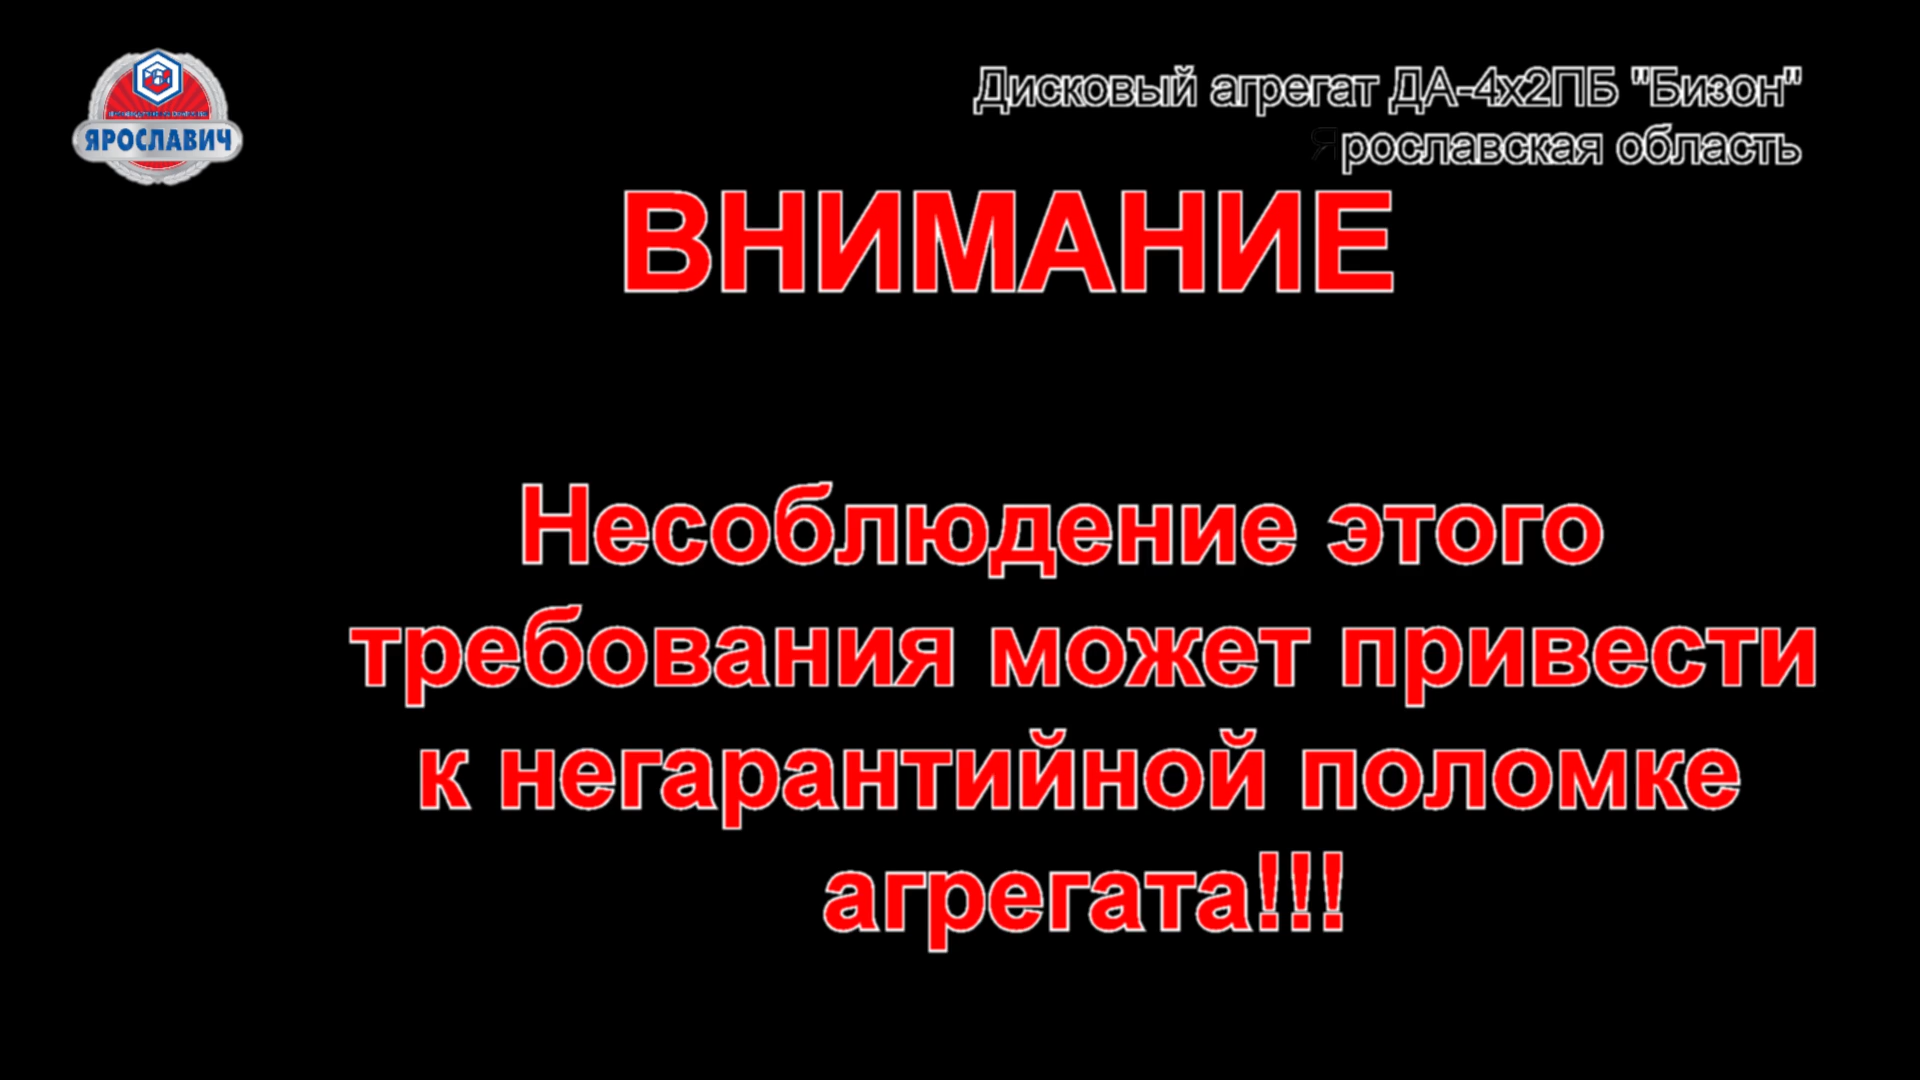 ЯРОСЛАВИЧ
Дисковый агрегат ДА-4х2ПБ "Бизон"
Ярославская область
ВНИМАНИЕ
Несоблюдение этого
требования может привести
к негарантийной поломке
агрегата!!!